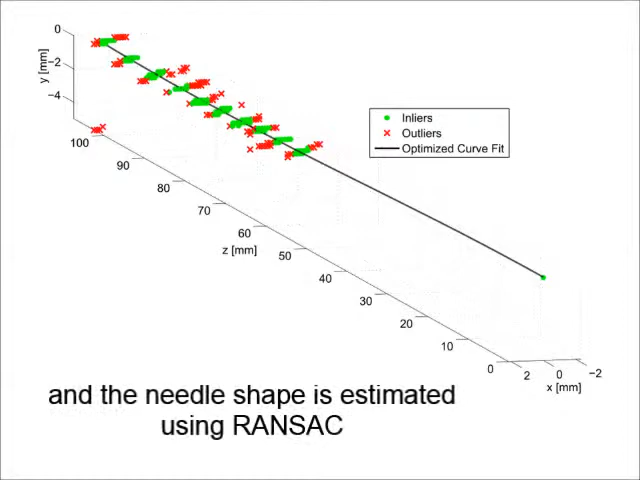 0
−2
−4
y [mm]
100
90
80
70
60
50
40
30
20
10
0
z [mm]
2
0
−2
x [mm]
Inliers
Outliers
Optimized Curve Fit
and the needle shape is estimated
using RANSAC